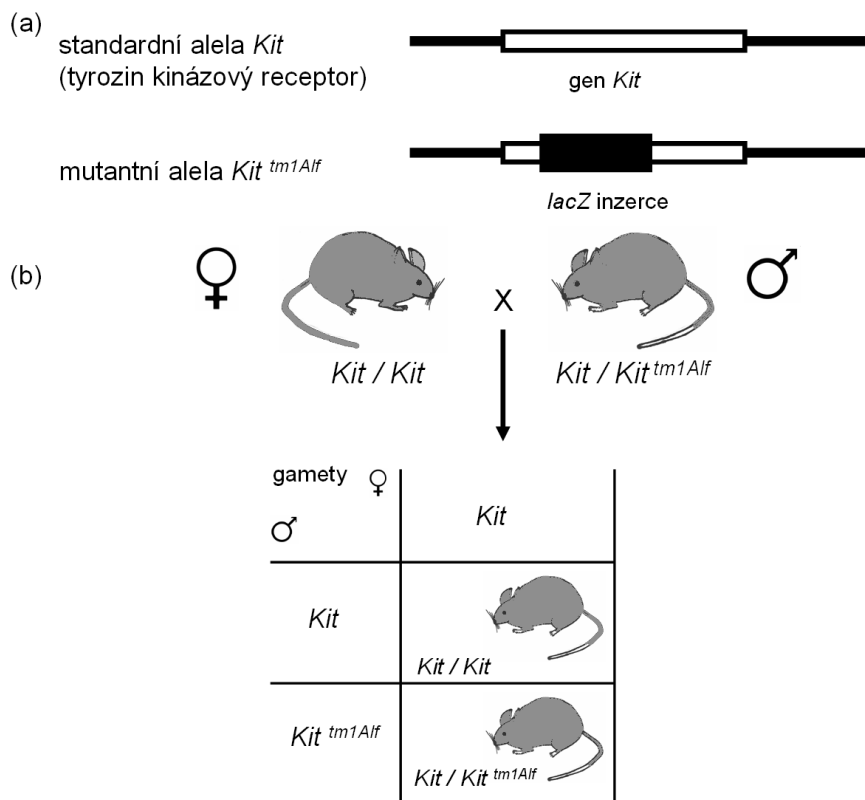 (a)
standardní alela Kit
(tyrozin kinázový receptor)
gen Kit
mutantní alela Kit tm1Alf
lacZ inzerce
(b)
♀
♂
X
Kit / Kit
Kit / Kit tm1Alf
gamety ♀
♂
Kit
Kit
Kit / Kit
Kit tm1Alf
Kit / Kit tm1Alf